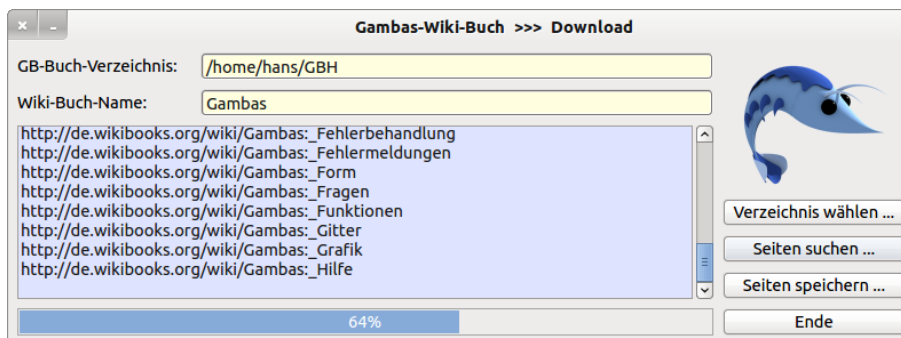 Gambas-Wiki-Buch >>> Download
GB-Buch-Verzeichnis: /home/hans/GBH
Wiki-Buch-Name: Gambas
http://de.wikibooks.org/wiki/Gambas:_Fehlerbehandlung
http://de.wikibooks.org/wiki/Gambas:_Fehlermeldungen
http://de.wikibooks.org/wiki/Gambas:_Form
http://de.wikibooks.org/wiki/Gambas:_Fragen
http://de.wikibooks.org/wiki/Gambas:_Funktionen
http://de.wikibooks.org/wiki/Gambas:_Gitter
http://de.wikibooks.org/wiki/Gambas:_Grafik
http://de.wikibooks.org/wiki/Gambas:_Hilfe
64%
Verzeichnis wählen ...
Seiten suchen ...
Seiten speichern ...
Ende